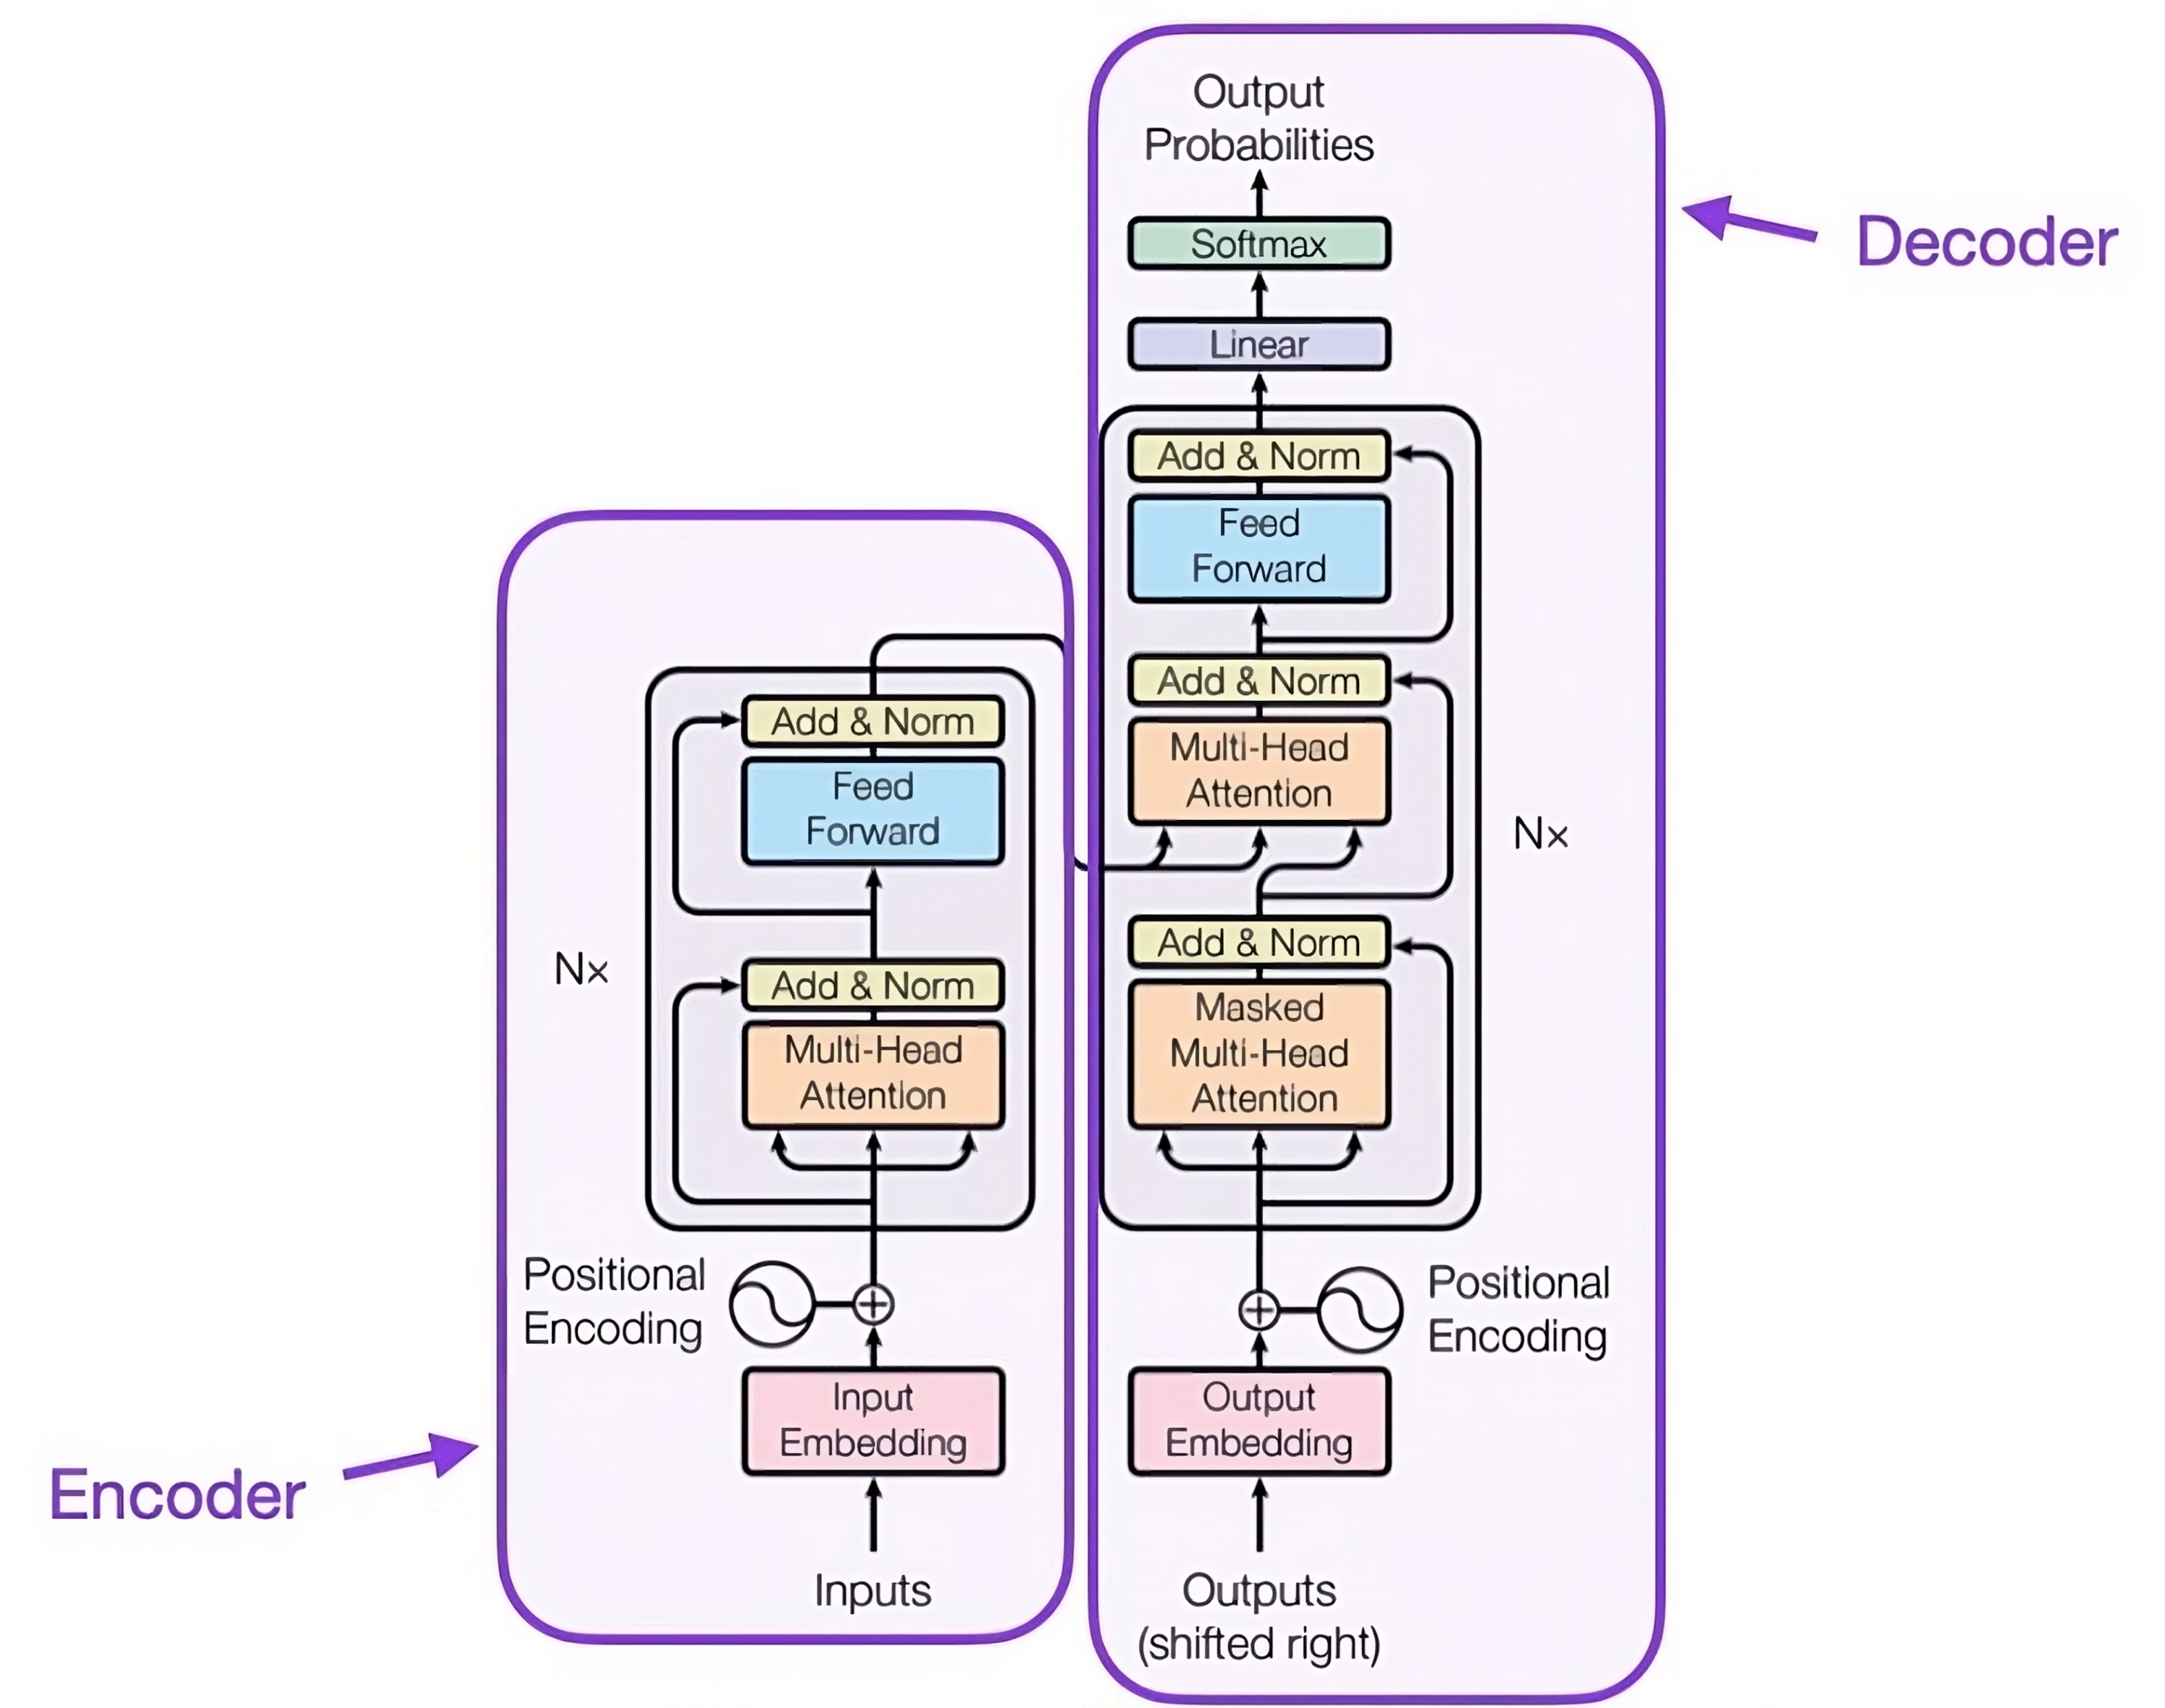 Output
Probabilities
Softmax
Linear
Add & Norm
Feed
Forward
Add & Norm
Multi-Head
Attention
Nx
Add & Norm
Masked
Multi-Head
Attention
Positional
Encoding
Output
Embedding
Outputs
(shifted right)
Decoder
Add & Norm
Feed
Forward
Nx
Add & Norm
Multi-Head
Attention
Positional
Encoding
Input
Embedding
Inputs
Encoder